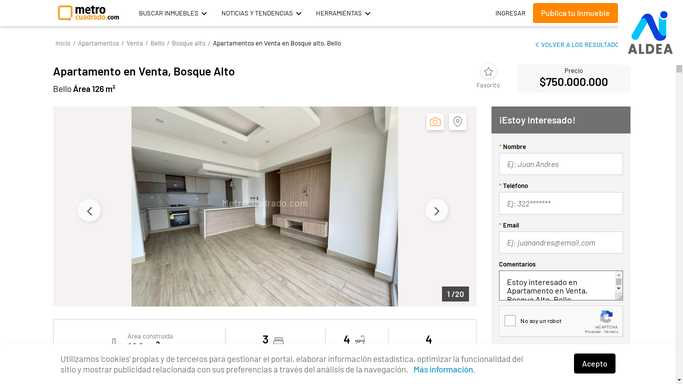 metro
cuadrado.com
BUSCAR INMUEBLES
NOTICIAS Y TENDENCIAS
HERRAMIENTAS
INGRESAR
Publica tu Inmueble
AI
ALDEA
Inicio / Apartamentos / Venta / Bello / Bosque alto / Apartamentos en Venta en Bosque alto, Bello
VOLVER A LOS RESULTADO
Apartamento en Venta, Bosque Alto
Bello Área 126 m²
Favorito
Precio
$750.000.000
Metrocuadrado.com
1 / 20
¡Estoy Interesado!
* Nombre
Ej: Juan Andres
* Teléfono
Ej: 322*******
* Email
Ej: juanandres@email.com
Comentarios
Estoy interesado en
Apartamento en Venta,
Bosque Alto, Bello
No soy un robot
reCAPTCHA
Privacidad - Términos
Área construida
3
4
4
Utilizamos 'cookies' propias y de terceros para gestionar el portal, elaborar información estadística, optimizar la funcionalidad del
sitio y mostrar publicidad relacionada con sus preferencias a través del análisis de la navegación. Más información.
Acepto